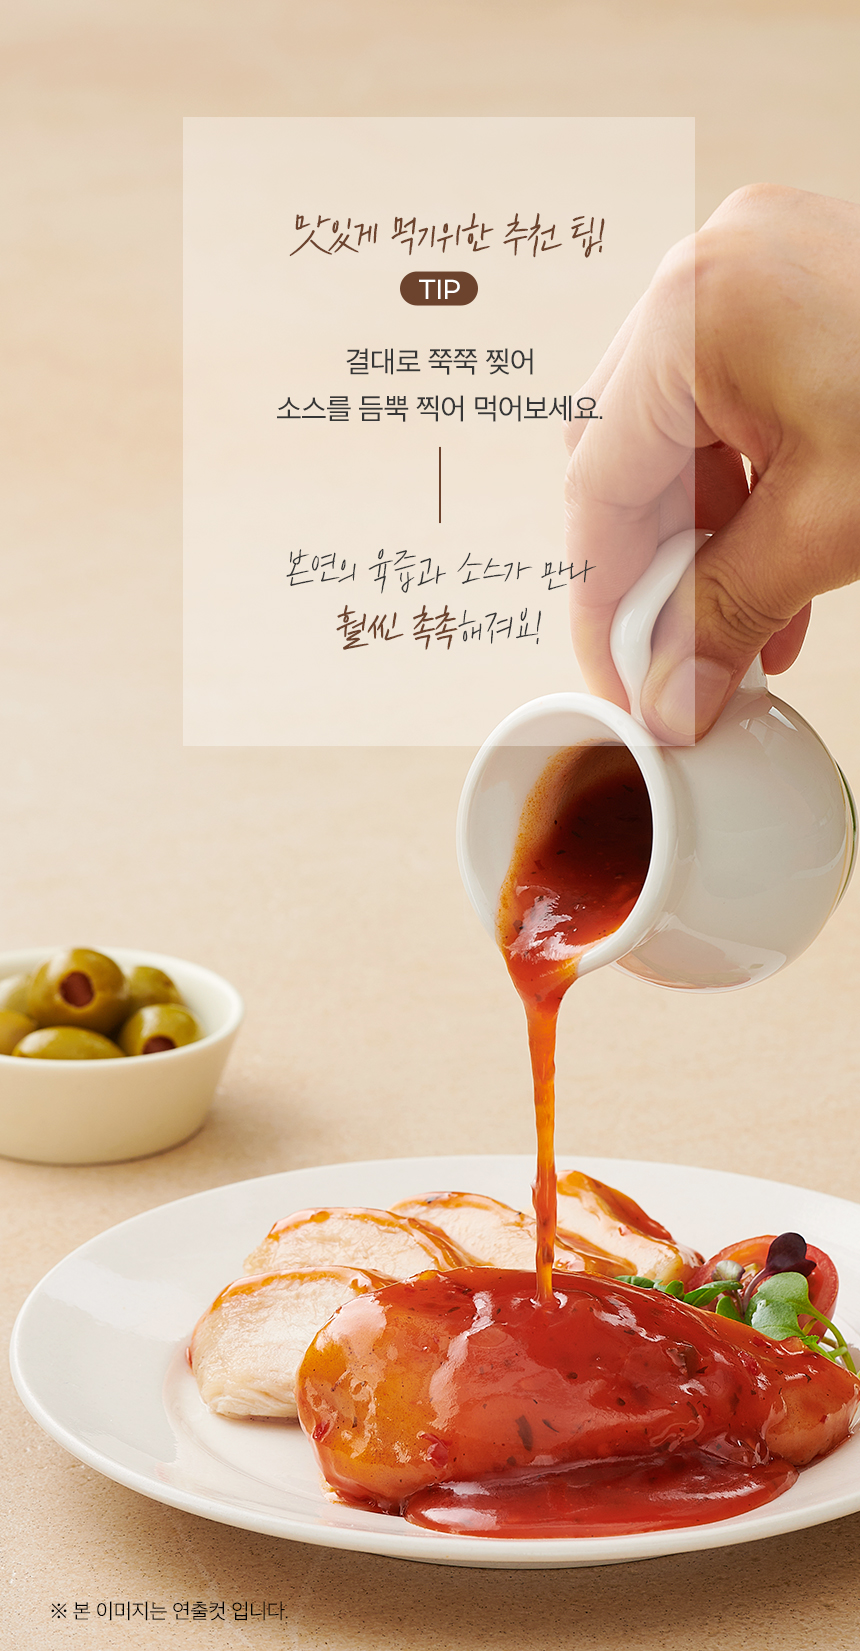 맛있게 먹기위한 추천 팁!
TIP
결대로 쭉쭉 찢어
소스를 듬뿍 찍어 먹어보세요.
본연의 육즙과 소스가 만나
훨씬 촉촉해져요!
※ 본 이미지는 연출컷 입니다.